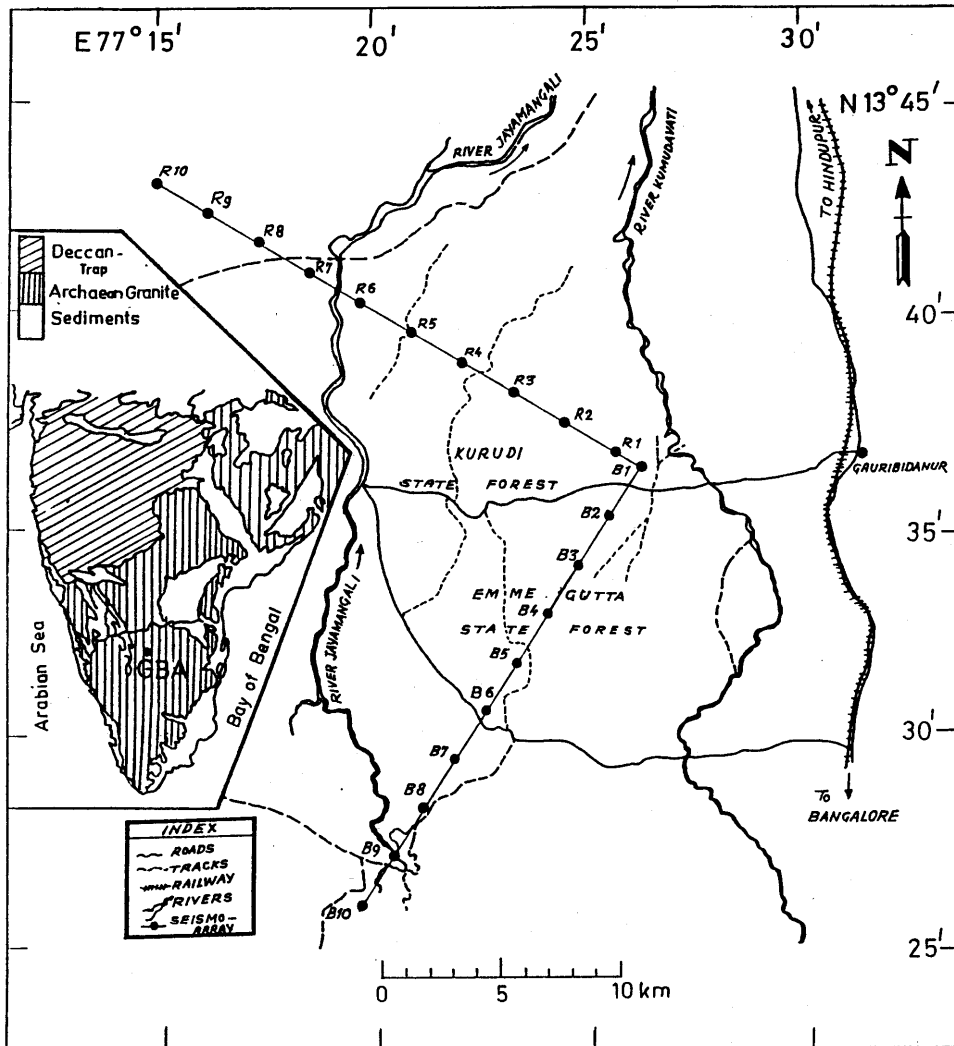 E 77° 15' 20' 25' 30'
N 13° 45'
RIVER JAYAMANGALI
RIVER KUMUDAVATI
TO HINDUPUR
N
R10
R9
R8
R7
R6
R5
R4
R3
R2
R1
Deccan-
Trap
Archaean Granite
Sediments
40'
KURUDI
STATE FOREST
B1
GAURIBIDANUR
B2
35'
B3
EMME GUTTA
B4
STATE FOREST
B5
B6
RIVER JAYAMANGALI
Arabian Sea
GBA
Bay of Bengal
30'
B7
B8
TO
BANGALORE
B9
B10
INDEX
ROADS
TRACKS
RAILWAY
RIVERS
SEISMO-
ARRAY
25'
0 5 10 km